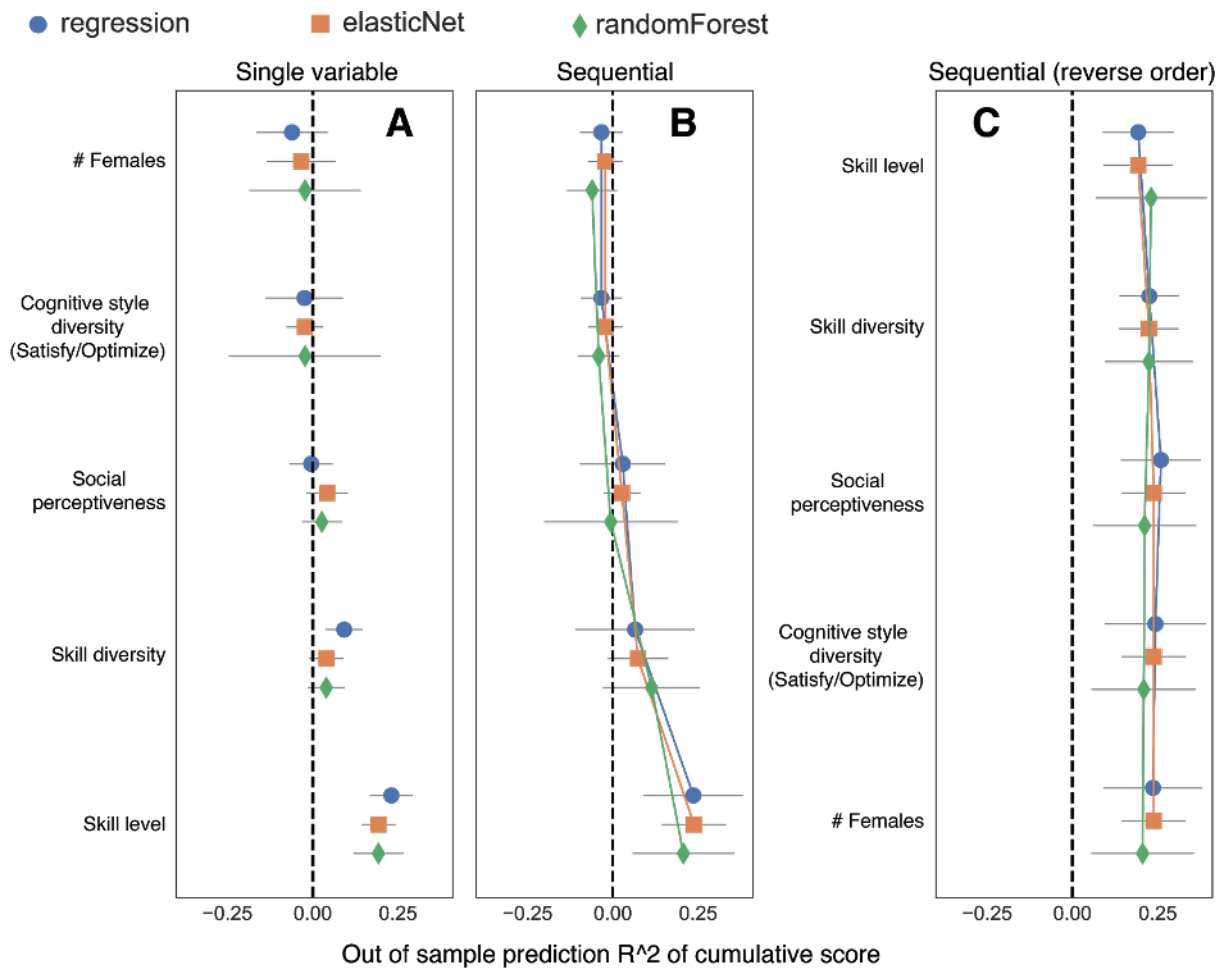 regression
elasticNet
randomForest
Single variable
Sequential
Sequential (reverse order)
A
B
C
# Females
Cognitive style
diversity
(Satisfy/Optimize)
Social
perceptiveness
Skill diversity
Skill level
Skill level
Skill diversity
Social
perceptiveness
Cognitive style
diversity
(Satisfy/Optimize)
# Females
−0.25 0.00 0.25
−0.25 0.00 0.25
−0.25 0.00 0.25
Out of sample prediction R^2 of cumulative score